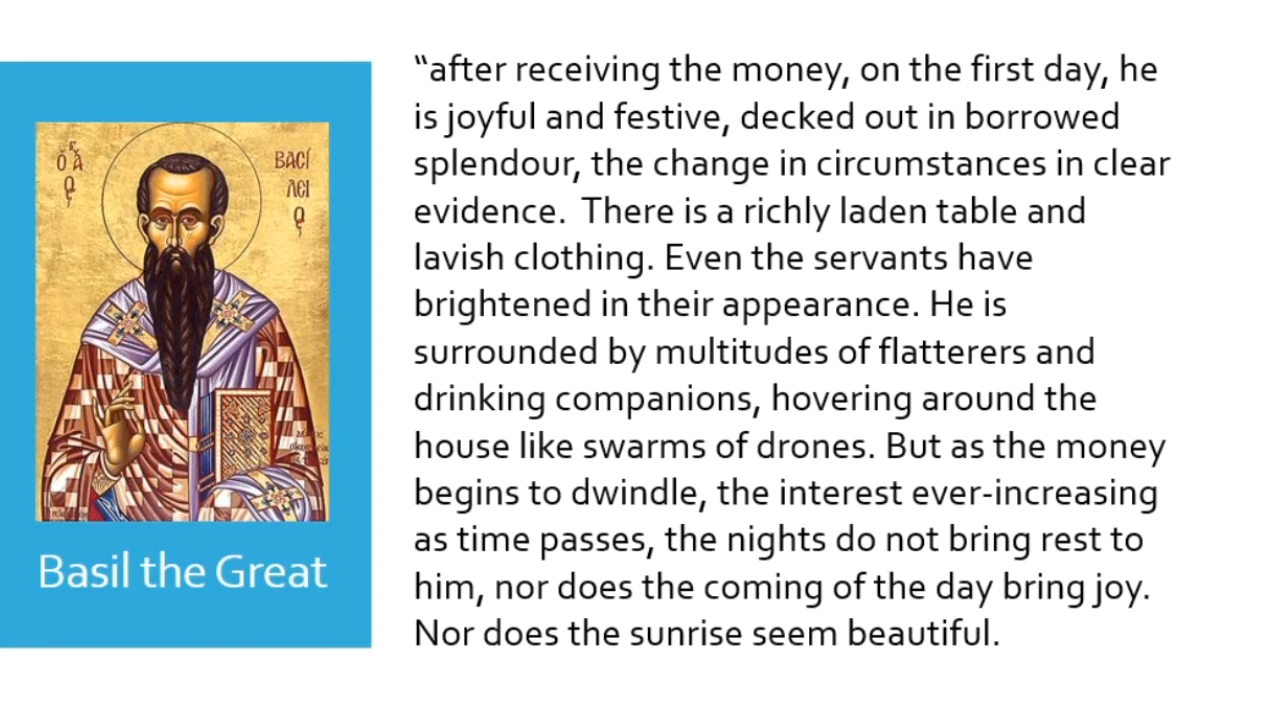 ὁ ἅ
ΒΑCΊ
ΛΕΙ
Basil the Great
“after receiving the money, on the first day, he
is joyful and festive, decked out in borrowed
splendour, the change in circumstances in clear
evidence.  There is a richly laden table and
lavish clothing. Even the servants have
brightened in their appearance. He is
surrounded by multitudes of flatterers and
drinking companions, hovering around the
house like swarms of drones. But as the money
begins to dwindle, the interest ever-increasing
as time passes, the nights do not bring rest to
him, nor does the coming of the day bring joy.
Nor does the sunrise seem beautiful.